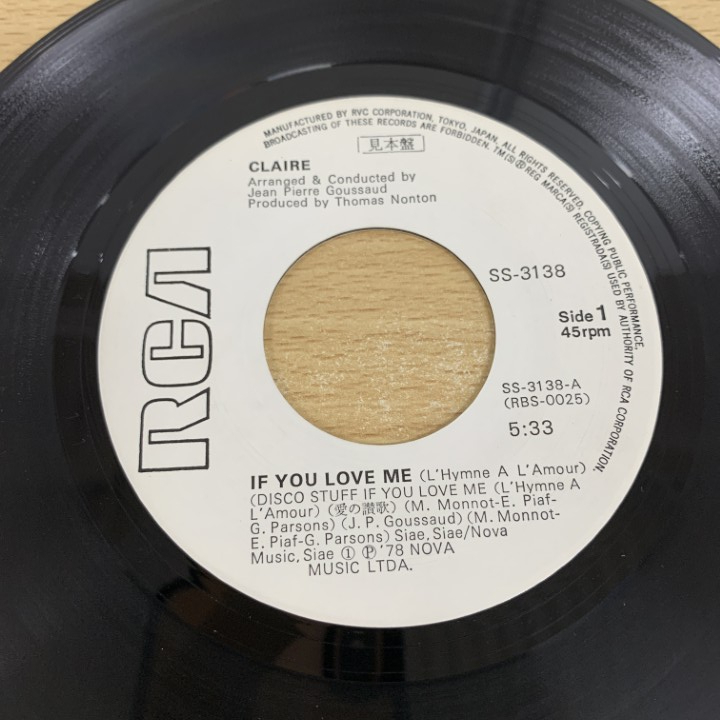 MANUFACTURED BY RVC CORPORATION, TOKYO, JAPAN, ALL RIGHTS RESERVED, COPYING PUBLIC PERFORMANCE,
BROADCASTING OF THESE RECORDS ARE FORBIDDEN. TM(S)® REG. MARCA(S) REGISTRADA(S) USED BY AUTHORITY OF RCA CORPORATION.
見本盤
CLAIRE
Arranged & Conducted by
Jean Pierre Goussaud
Produced by Thomas Nonton
RCA
SS-3138
Side 1
45rpm
SS-3138-A
(RBS-0025)
5:33
IF YOU LOVE ME (L'Hymne A L'Amour)
(DISCO STUFF IF YOU LOVE ME (L'Hymne A
L'Amour) (愛の讃歌) (M. Monnot-E. Piaf-
G. Parsons) (J. P. Goussaud) (M. Monnot-
E. Piaf-G. Parsons) Siae, Siae/Nova
Music, Siae ① Ⓟ '78 NOVA
MUSIC LTDA.